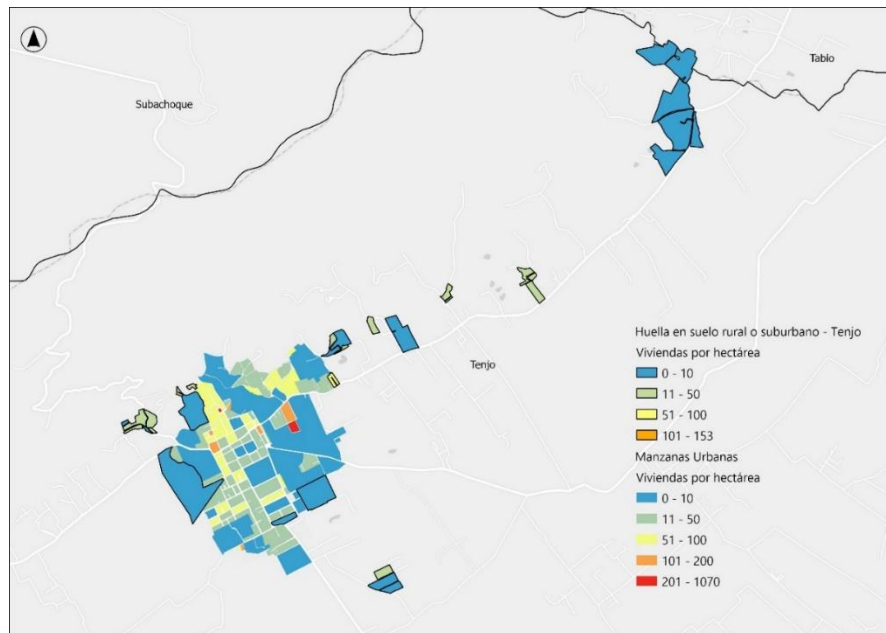 Tabio
Subachoque
Tenjo
Huella en suelo rural o suburbano - Tenjo
Viviendas por hectárea
0 - 10
11 - 50
51 - 100
101 - 153
Manzanas Urbanas
Viviendas por hectárea
0 - 10
11 - 50
51 - 100
101 - 200
201 - 1070